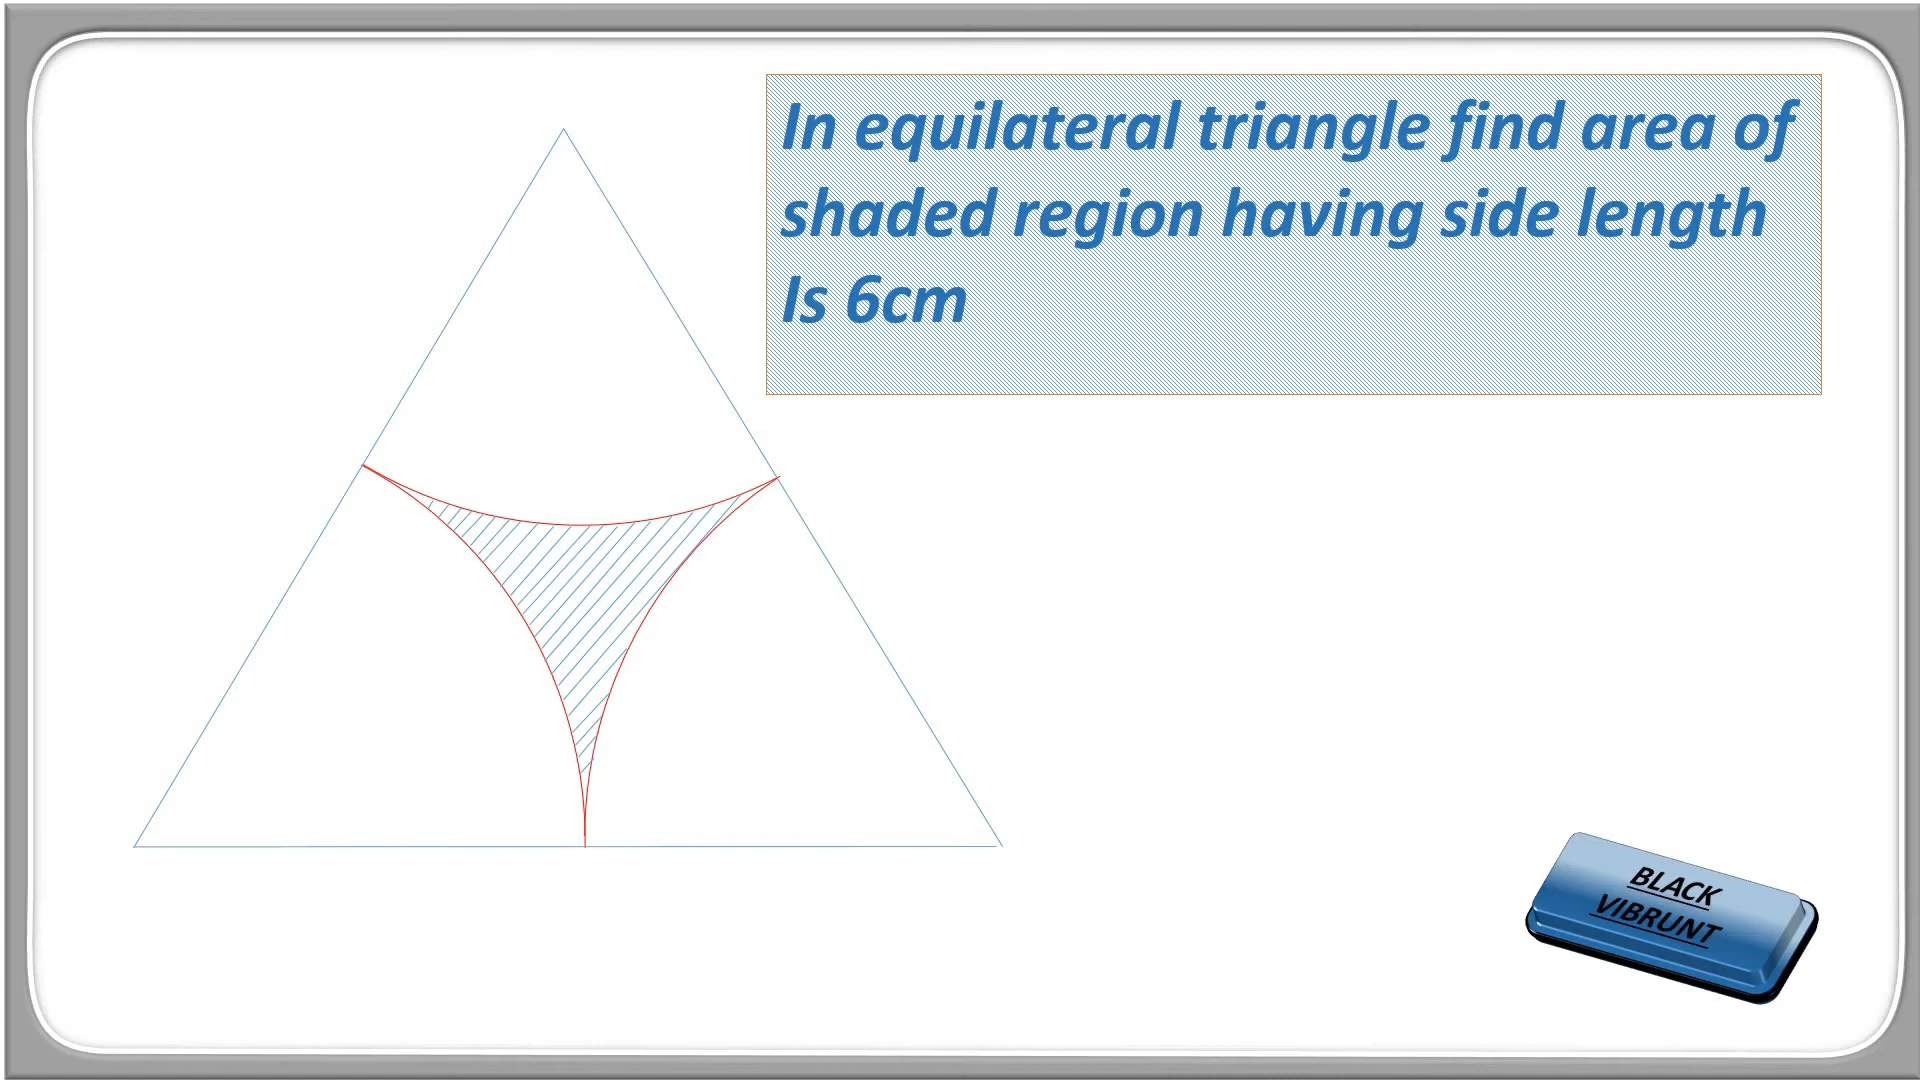 In equilateral triangle find area of
shaded region having side length
Is 6cm
BLACK
VIBRUNT